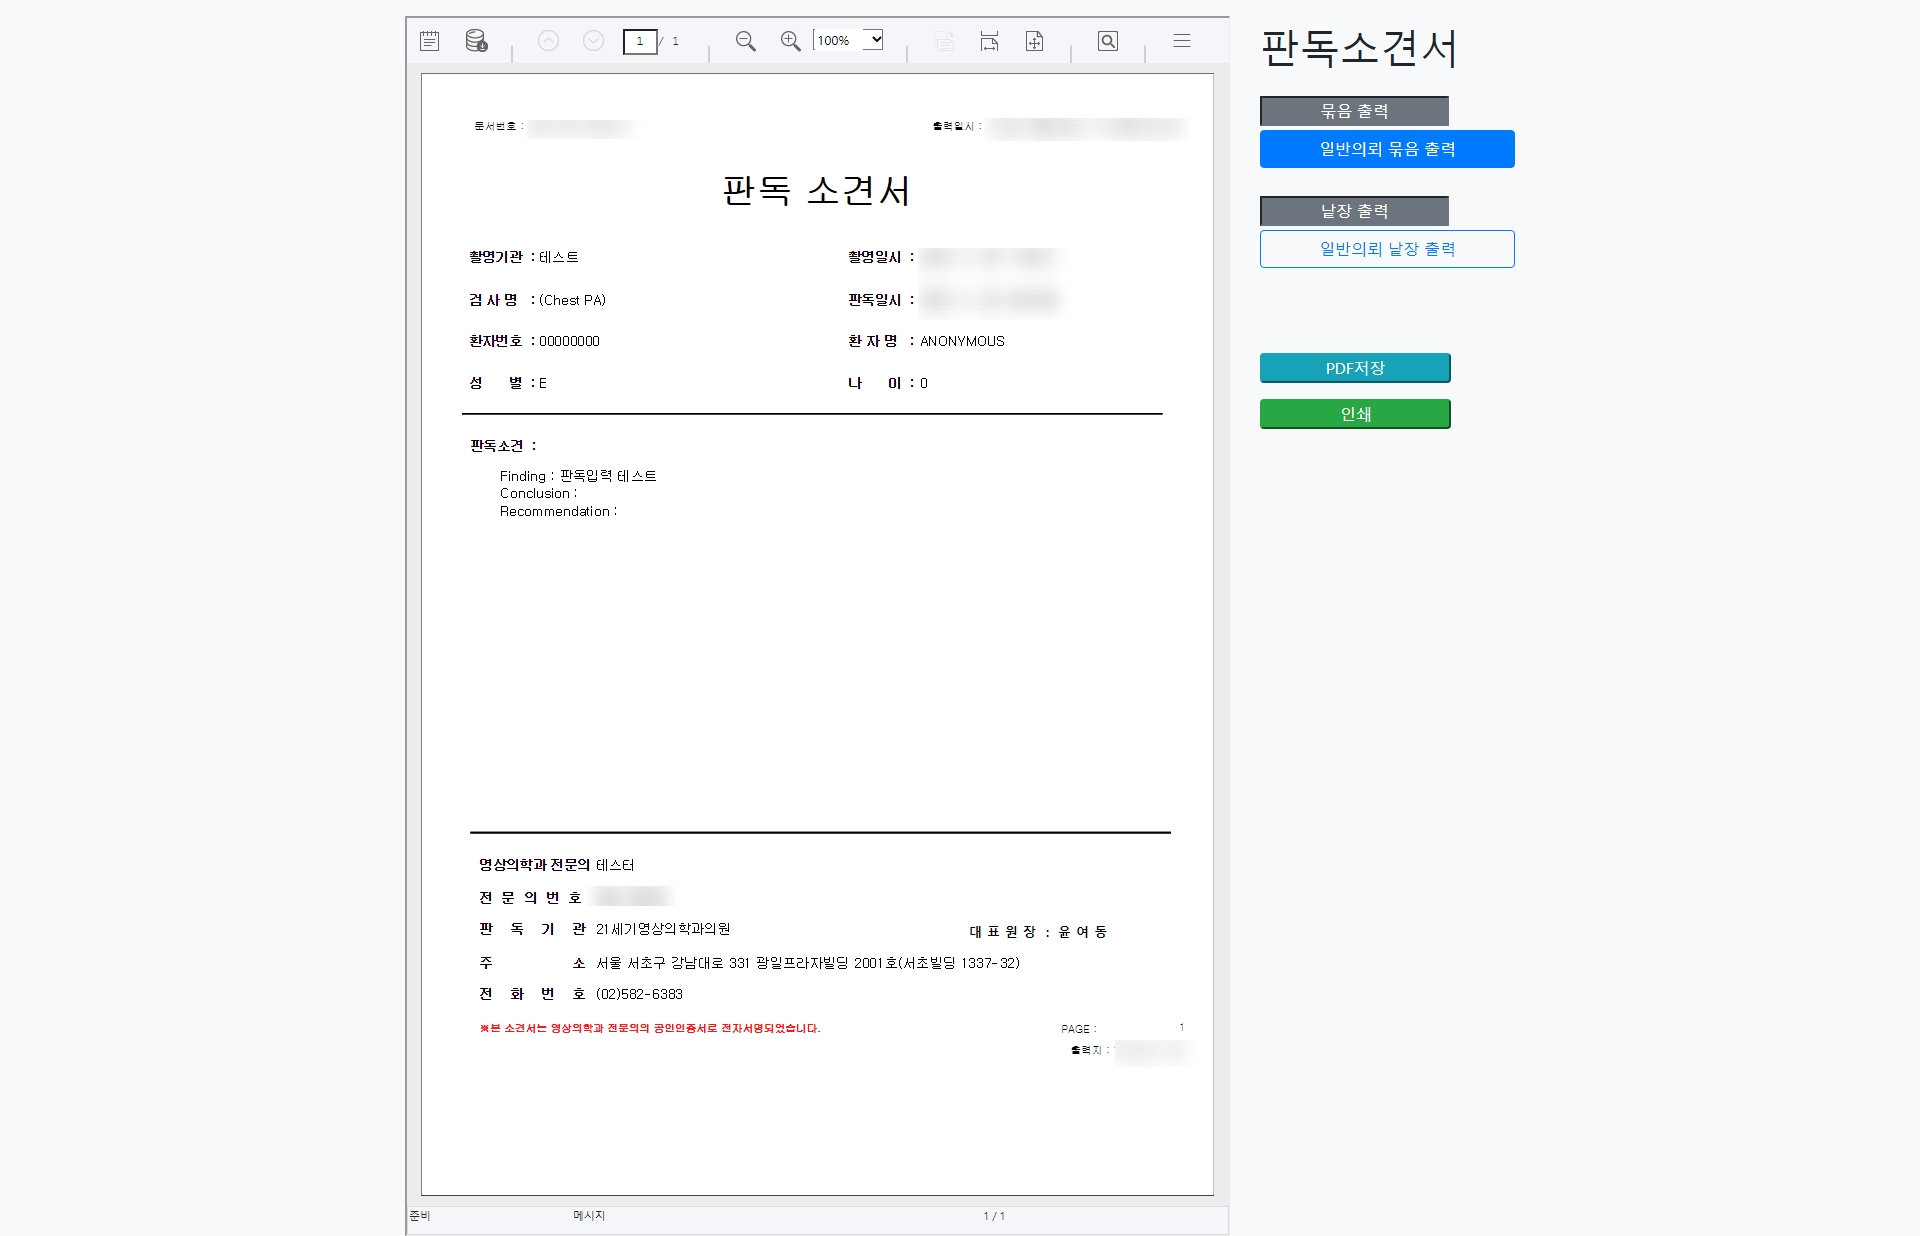 1 / 1
100%
문서번호 :
출력일시 :
판독 소견서
촬영기관 : 테스트
촬영일시 :
검 사 명 : (Chest PA)
판독일시 :
환자번호 : 00000000
환 자 명 : ANONYMOUS
성 별 : E
나 이 : 0
판독소견 :
Finding : 판독입력 테스트
Conclusion :
Recommendation :
영상의학과 전문의 테스터
전 문 의 번 호
판 독 기 관 21세기영상의학과의원
대 표 원 장 : 윤 여 동
주 소 서울 서초구 강남대로 331 광일프라자빌딩 2001호(서초빌딩 1337-32)
전 화 번 호 (02)582-6383
※본 소견서는 영상의학과 전문의의 공인인증서로 전자서명되었습니다.
PAGE : 1
출력지 :
준비
메시지
1 / 1
판독소견서
묶음 출력
일반의뢰 묶음 출력
낱장 출력
일반의뢰 낱장 출력
PDF저장
인쇄